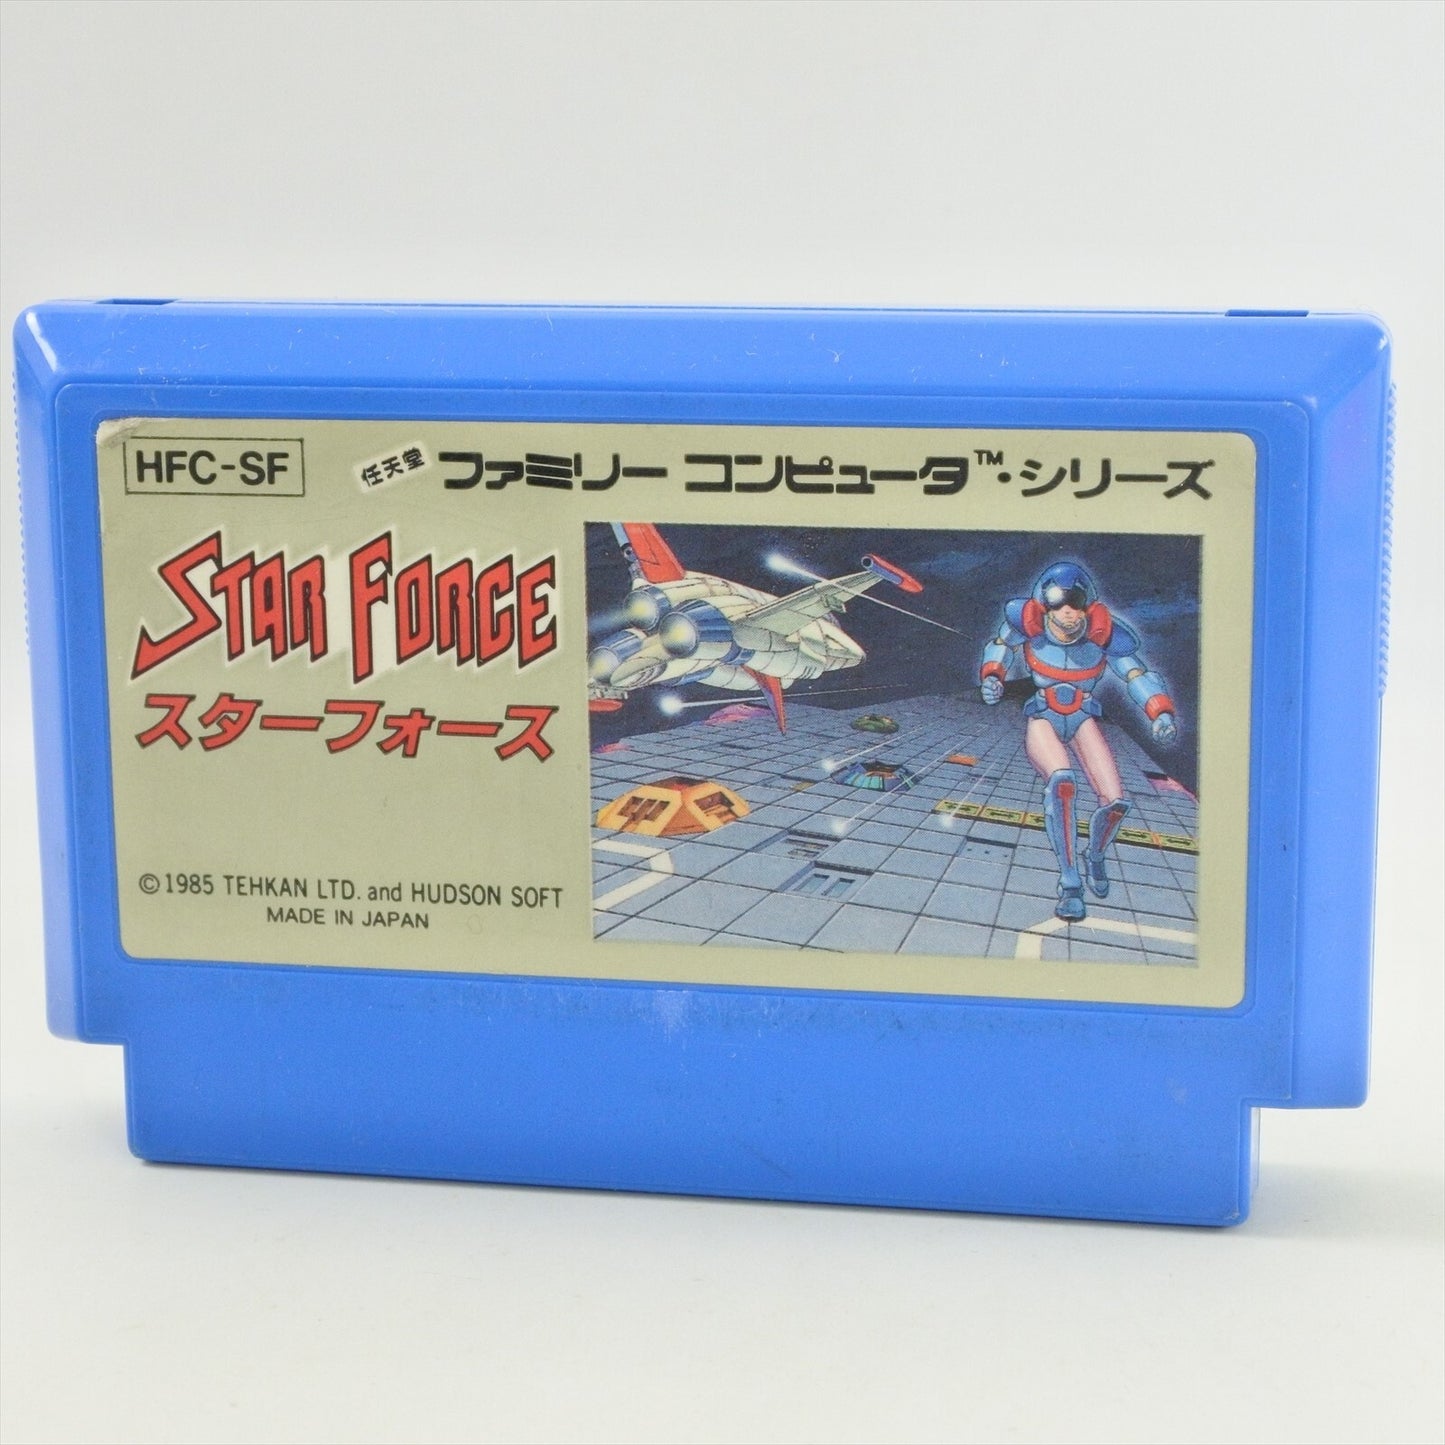 HFC-SF
任天堂 ファミリー コンピュータ™・シリーズ
STAR FORCE
スターフォース
©1985 TEHKAN LTD. and HUDSON SOFT
MADE IN JAPAN